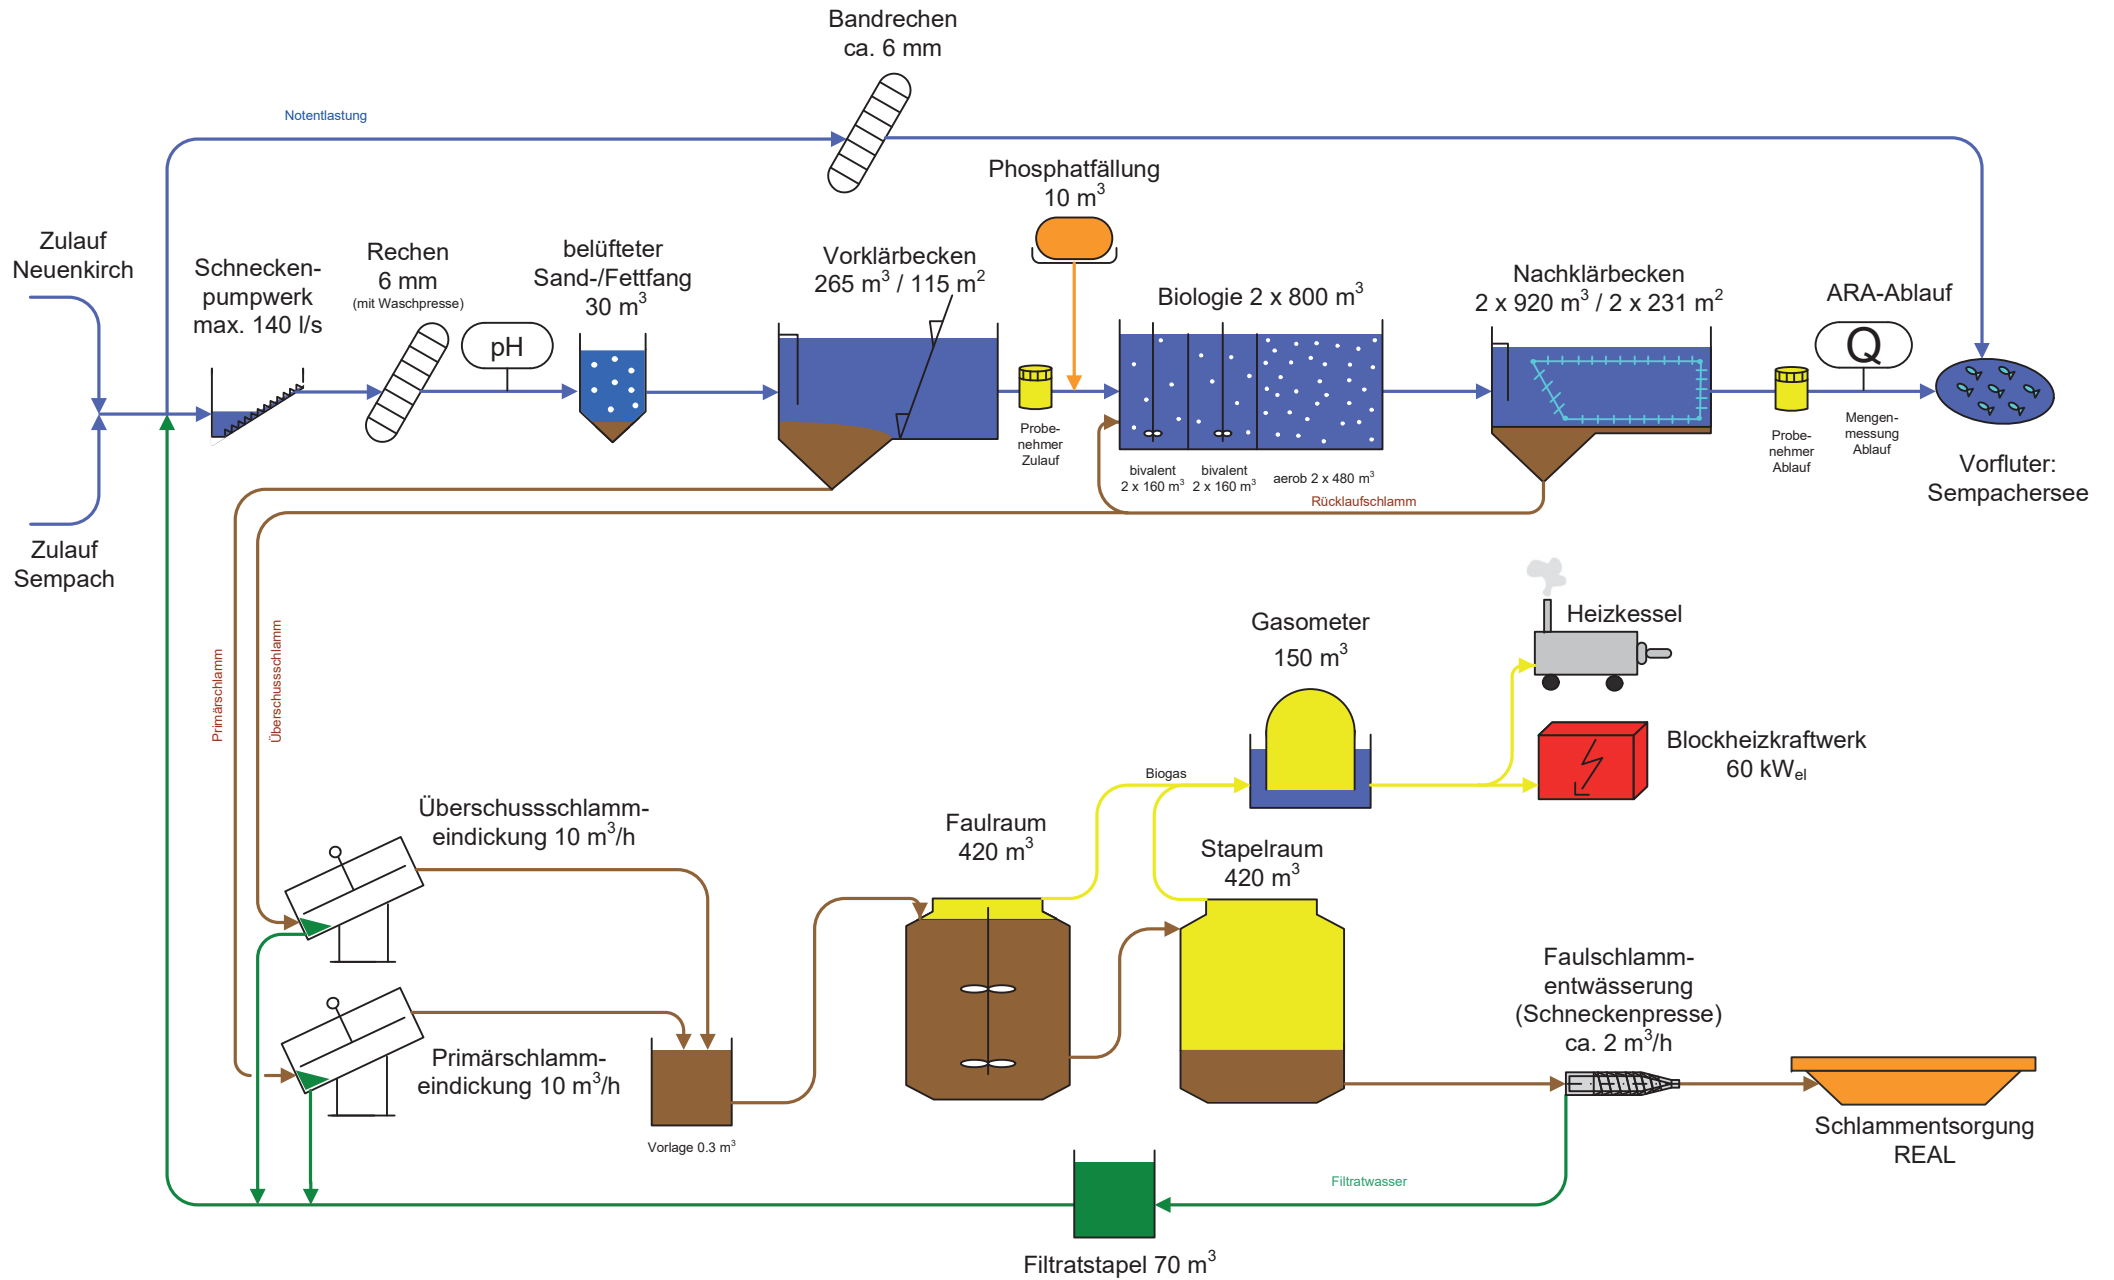 Bandrechen
ca. 6 mm
Notentlastung
Phosphatfällung
10 m³
Zulauf
Neuenkirch
Schnecken-
pumpwerk
max. 140 l/s
Rechen
6 mm
(mit Waschpresse)
pH
belüfteter
Sand-/Fettfang
30 m³
Vorklärbecken
265 m³ / 115 m²
Biologie 2 x 800 m³
Nachklärbecken
2 x 920 m³ / 2 x 231 m²
ARA-Ablauf
Q
Probe-
nehmer
Zulauf
bivalent
2 x 160 m³
bivalent
2 x 160 m³
aerob 2 x 480 m³
Rücklaufschlamm
Probe-
nehmer
Ablauf
Mengen-
messung
Ablauf
Vorfluter:
Sempachersee
Zulauf
Sempach
Primärschlamm
Überschussschlamm
Gasometer
150 m³
Heizkessel
Blockheizkraftwerk
60 kWel
Biogas
Überschussschlamm-
eindickung 10 m³/h
Faulraum
420 m³
Stapelraum
420 m³
Primärschlamm-
eindickung 10 m³/h
Vorlage 0.3 m³
Faulschlamm-
entwässerung
(Schneckenpresse)
ca. 2 m³/h
Schlammentsorgung
REAL
Filtratwasser
Filtratstapel 70 m³